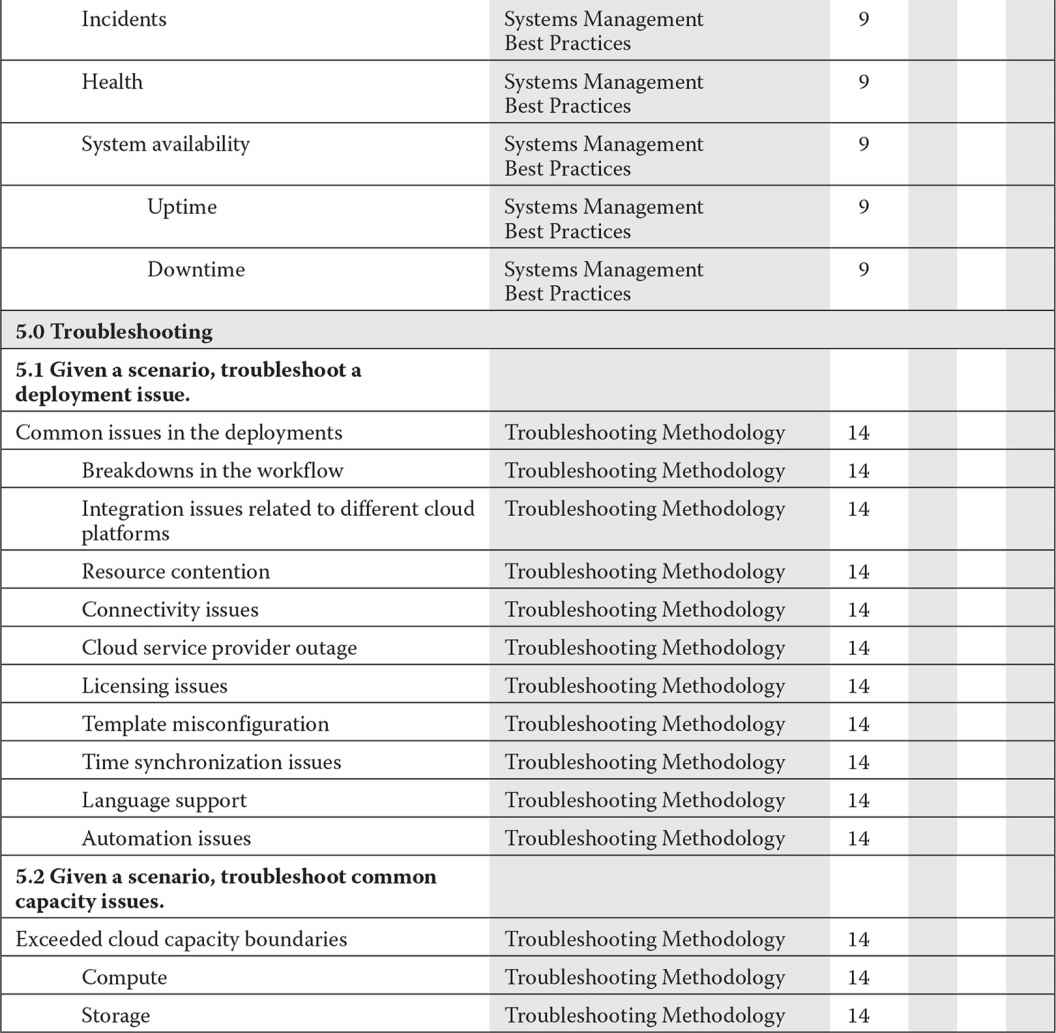 Incidents Systems Management 9
Best Practices
Health Systems Management 9
Best Practices
System availability Systems Management 9
Best Practices
Uptime Systems Management 9
Best Practices
Downtime Systems Management 9
Best Practices
5.0 Troubleshooting
5.1 Given a scenario, troubleshoot a
deployment issue.
Common issues in the deployments Troubleshooting Methodology 14
Breakdowns in the workflow Troubleshooting Methodology 14
Integration issues related to different cloud Troubleshooting Methodology 14
platforms
Resource contention Troubleshooting Methodology 14
Connectivity issues Troubleshooting Methodology 14
Cloud service provider outage Troubleshooting Methodology 14
Licensing issues Troubleshooting Methodology 14
Template misconfiguration Troubleshooting Methodology 14
Time synchronization issues Troubleshooting Methodology 14
Language support Troubleshooting Methodology 14
Automation issues Troubleshooting Methodology 14
5.2 Given a scenario, troubleshoot common
capacity issues.
Exceeded cloud capacity boundaries Troubleshooting Methodology 14
Compute Troubleshooting Methodology 14
Storage Troubleshooting Methodology 14